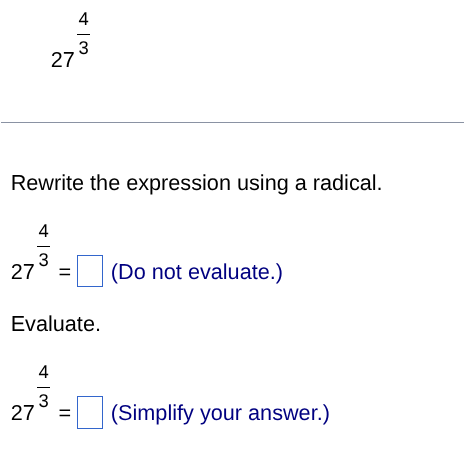 27^(4/3)
Rewrite the expression using a radical.
27^(4/3) = (Do not evaluate.)
Evaluate.
27^(4/3) = (Simplify your answer.)